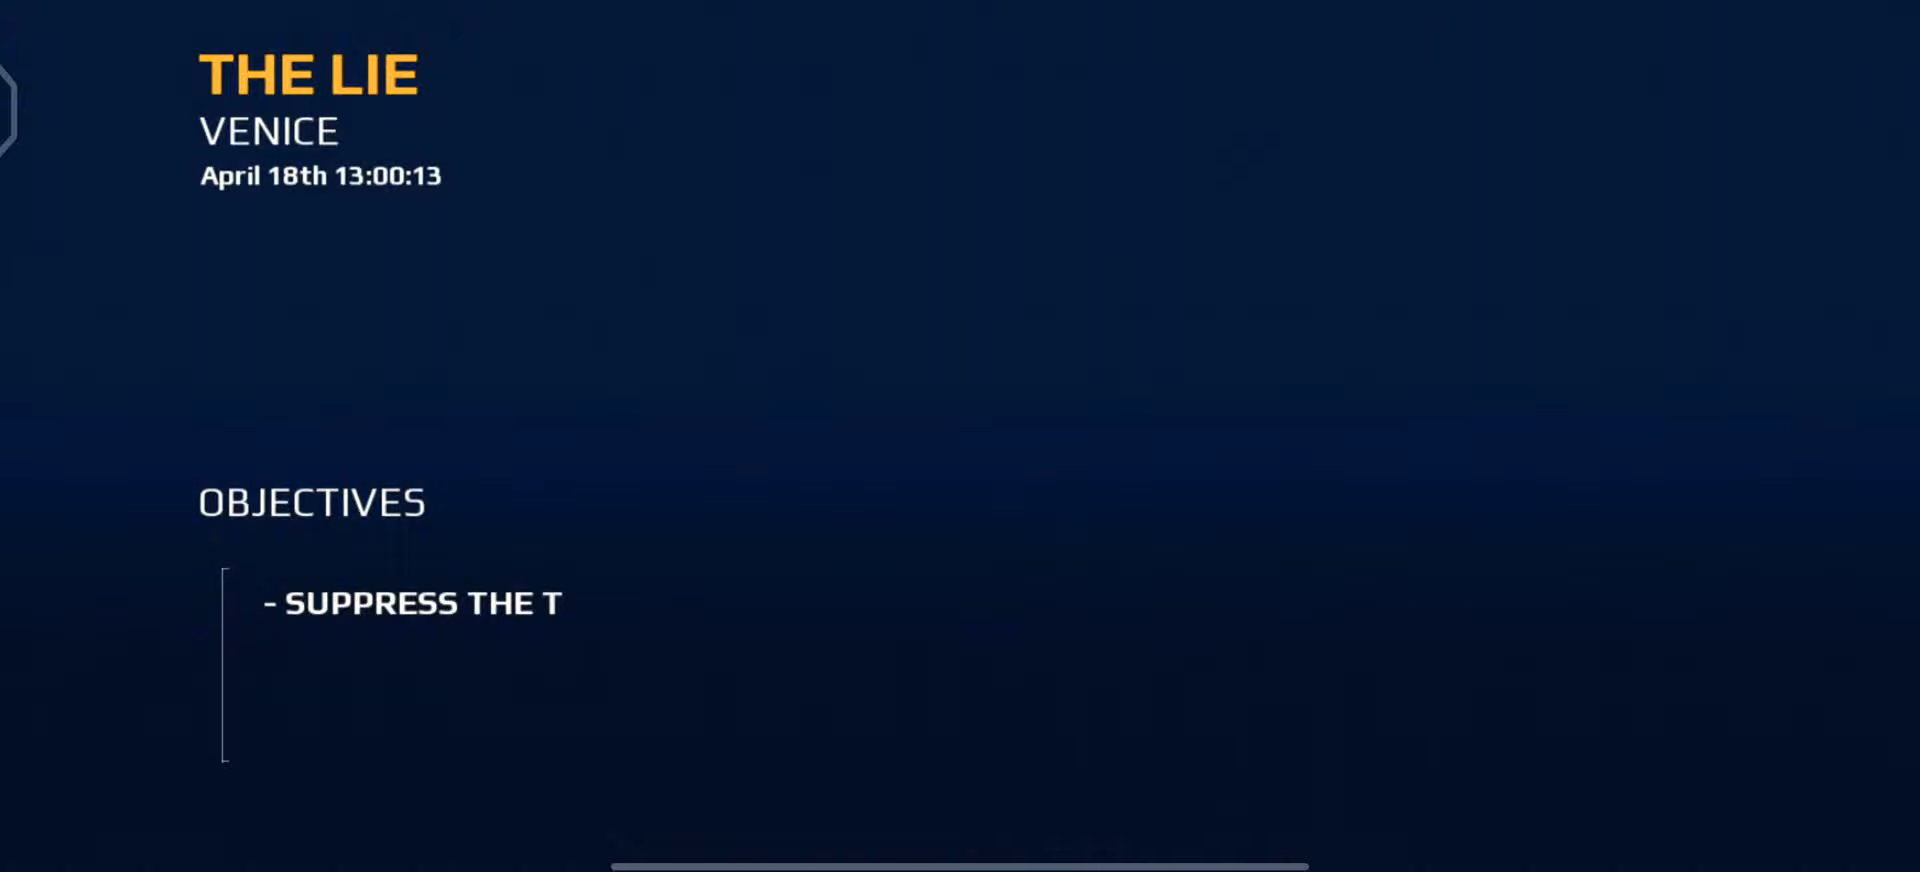 THE LIE
VENICE
April 18th 13:00:13
OBJECTIVES
- SUPPRESS THE T